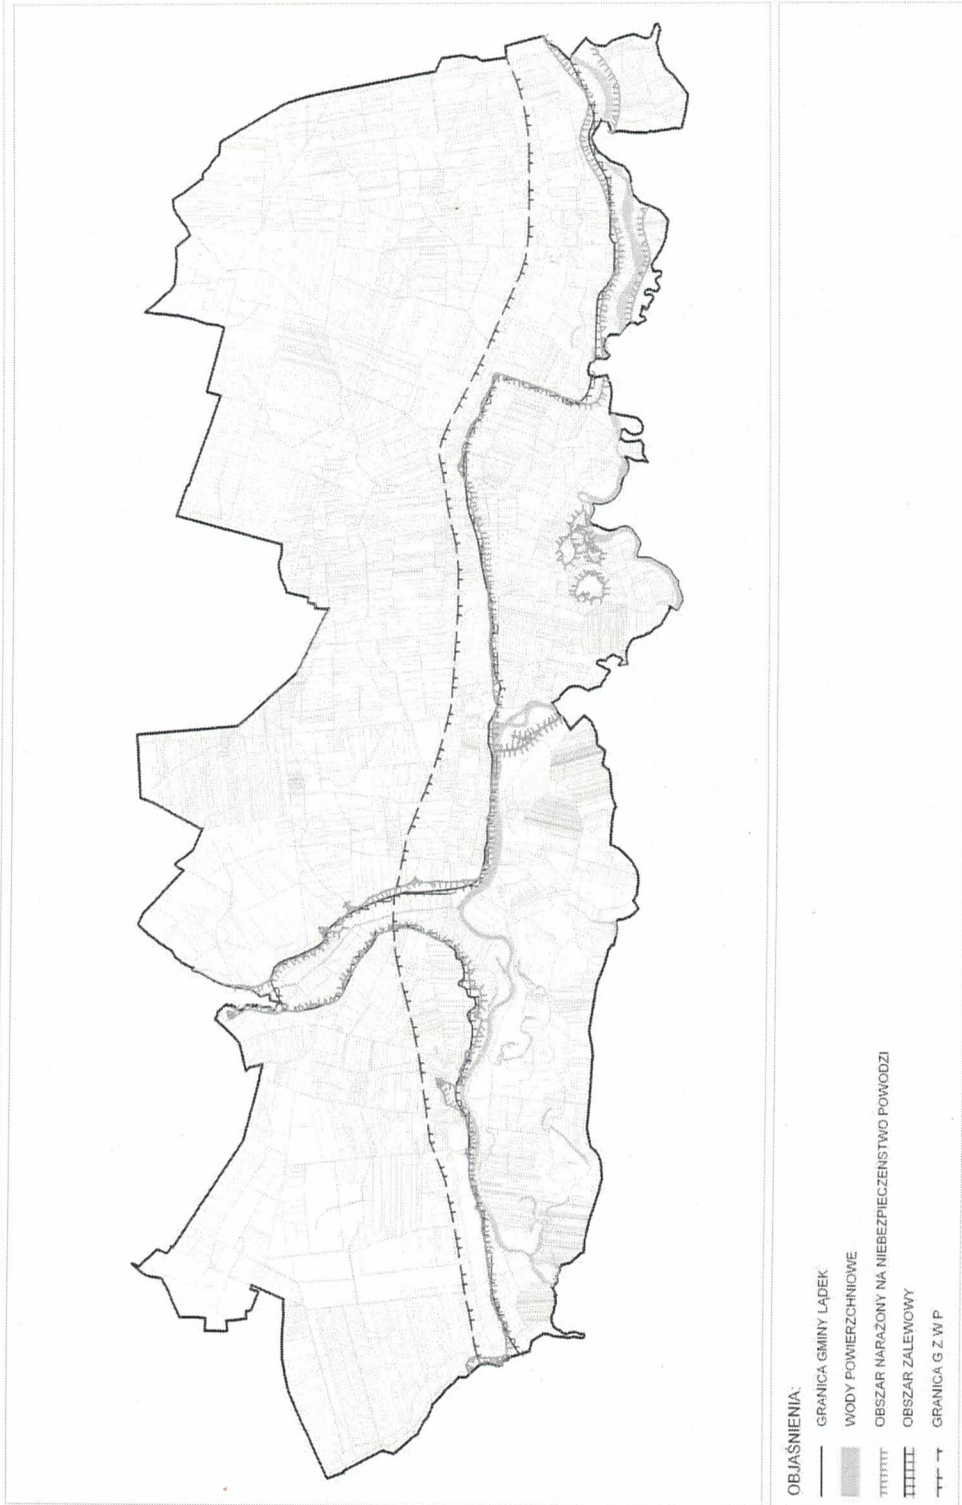 OBJAŚNIENIA:
GRANICA GMINY LĄDEK
WODY POWIERZCHNIOWE
OBSZAR NARAŻONY NA NIEBEZPIECZEŃSTWO POWODZI
OBSZAR ZALEWOWY
GRANICA G Z W P